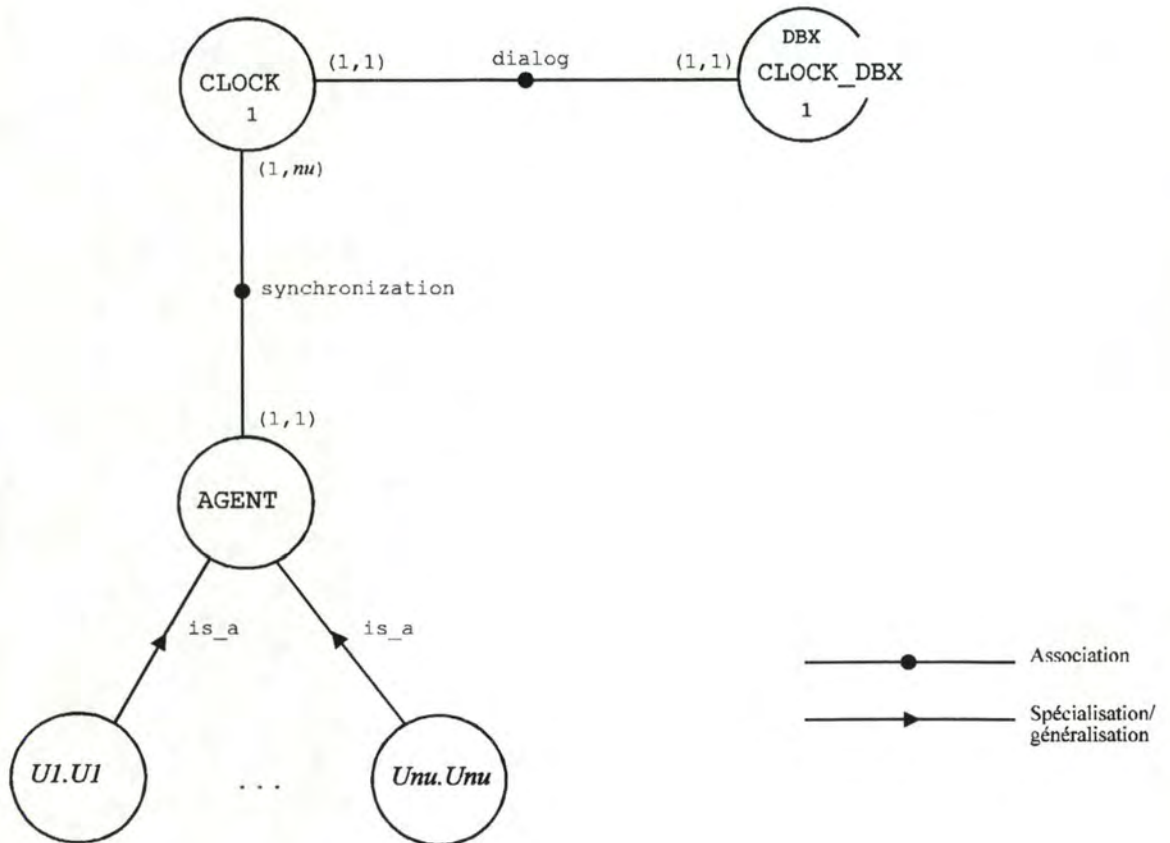 DBX
(1,1) dialog (1,1)
CLOCK CLOCK_DBX
1 1
(1,nu)
synchronization
(1,1)
AGENT
is_a is_a
Association
Spécialisation/
généralisation
U1.U1 ... Unu.Unu